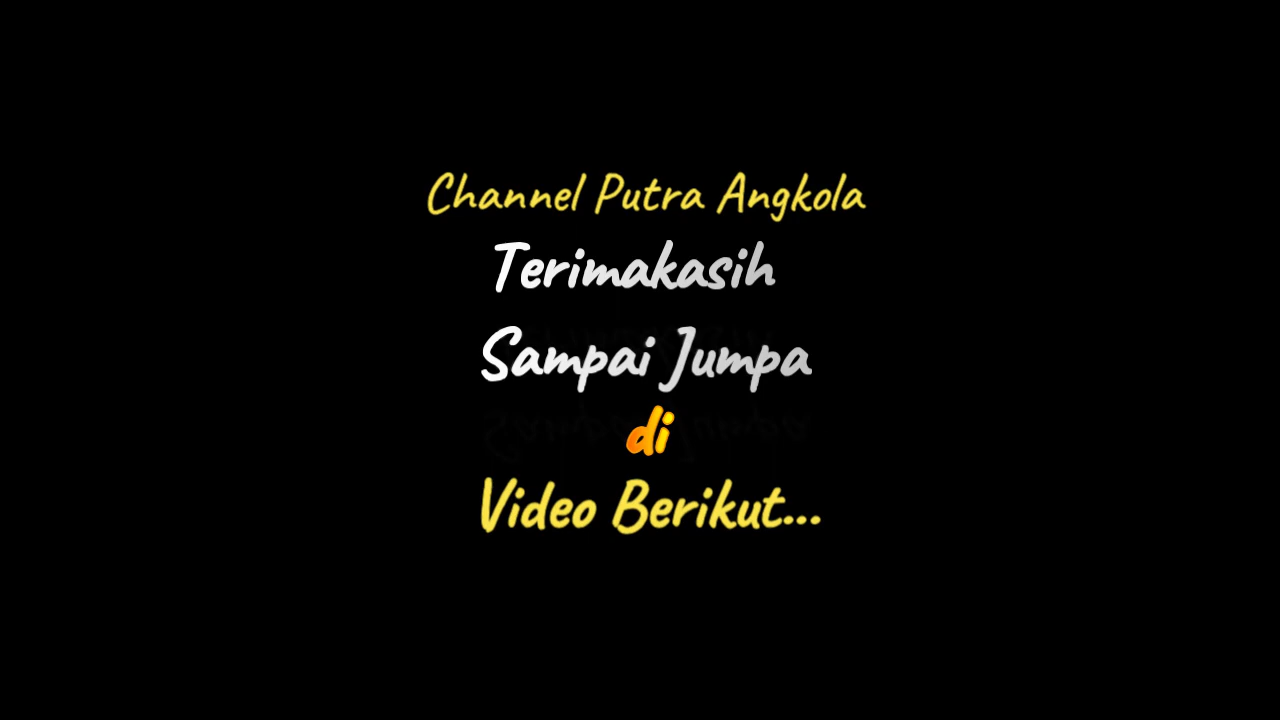 Channel Putra Angkola
Terimakasih
Sampai Jumpa
di
Video Berikut...